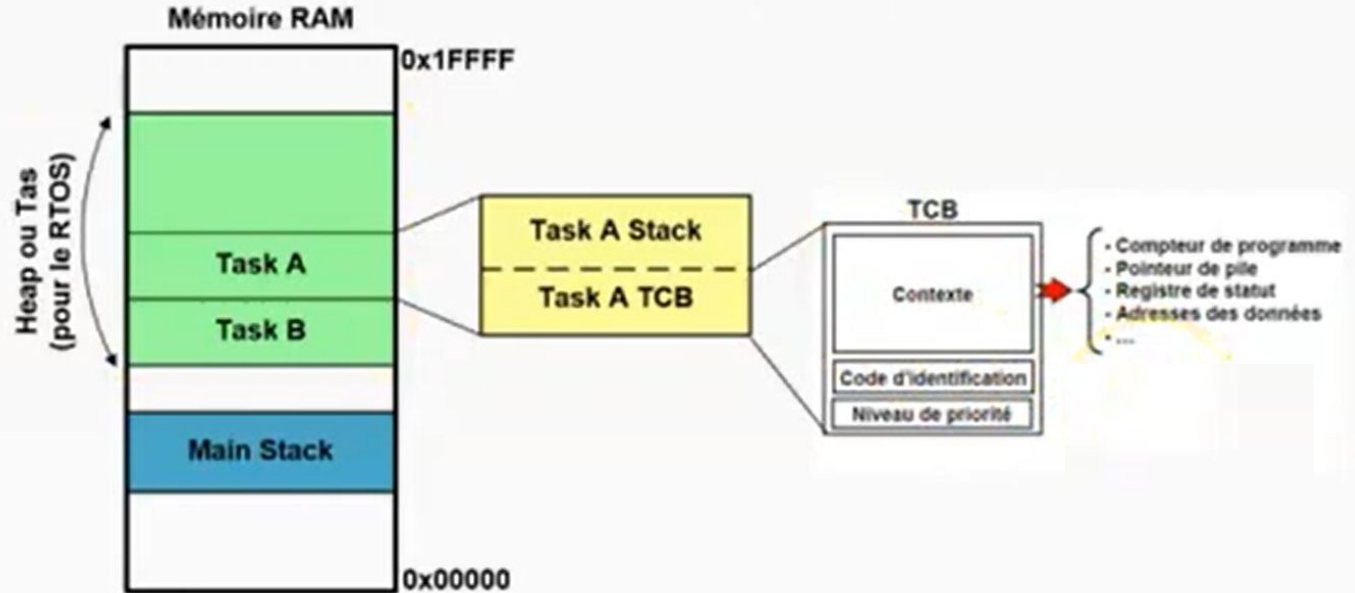 Mémoire RAM
0x1FFFF
Heap ou Tas
(pour le RTOS)
Task A
Task B
Main Stack
0x00000
Task A Stack
Task A TCB
TCB
Contexte
Code d'identification
Niveau de priorité
- Compteur de programme
- Pointeur de pile
- Registre de statut
- Adresses des données
- ...